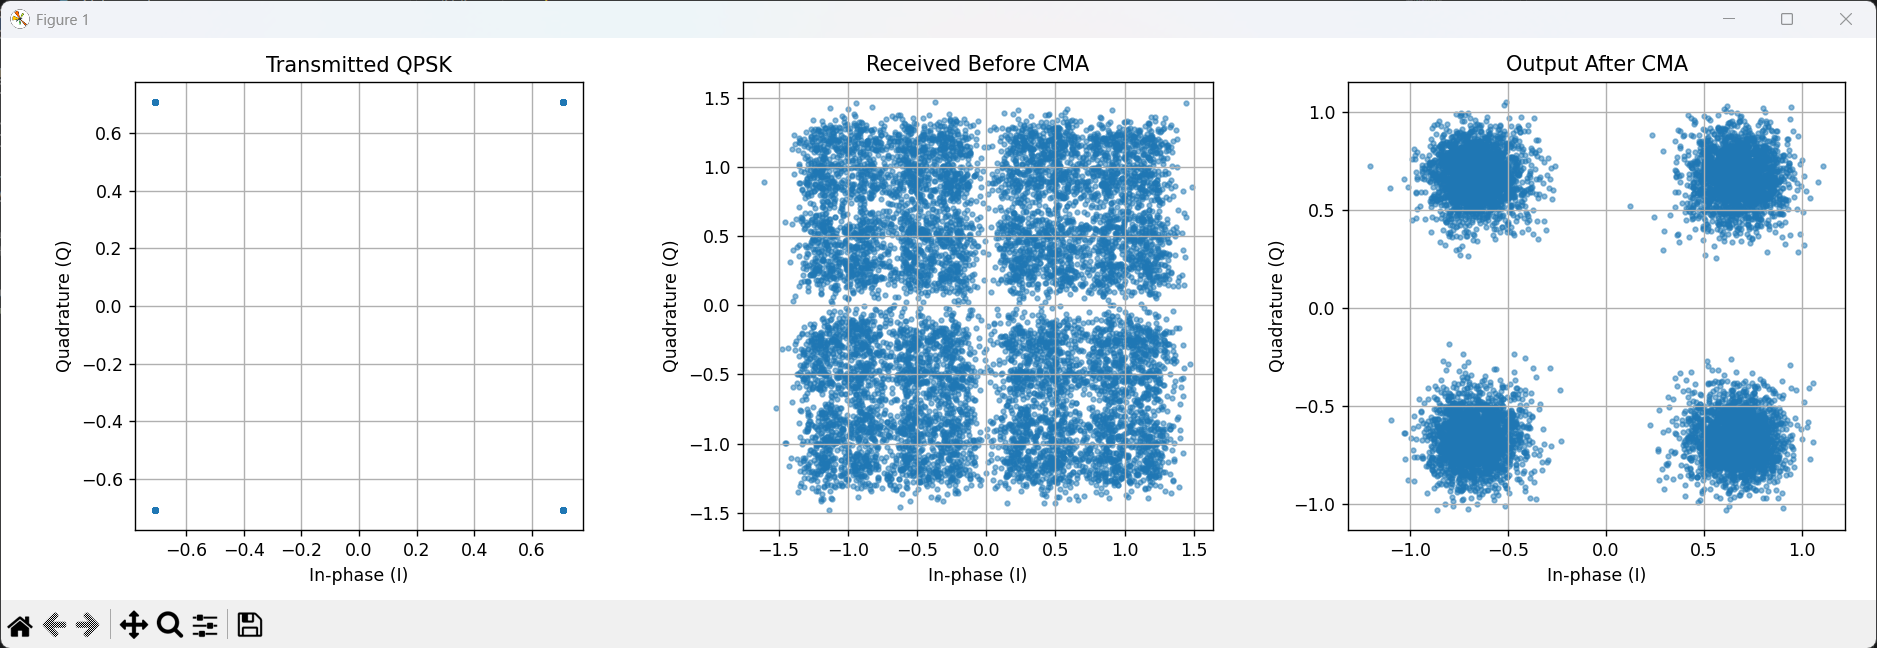 Figure 1
Transmitted QPSK
Quadrature (Q)
0.6
0.4
0.2
0.0
−0.2
−0.4
−0.6
−0.6 −0.4 −0.2 0.0 0.2 0.4 0.6
In-phase (I)
Received Before CMA
Quadrature (Q)
1.5
1.0
0.5
0.0
−0.5
−1.0
−1.5
−1.5 −1.0 −0.5 0.0 0.5 1.0 1.5
In-phase (I)
Output After CMA
Quadrature (Q)
1.0
0.5
0.0
−0.5
−1.0
−1.0 −0.5 0.0 0.5 1.0
In-phase (I)